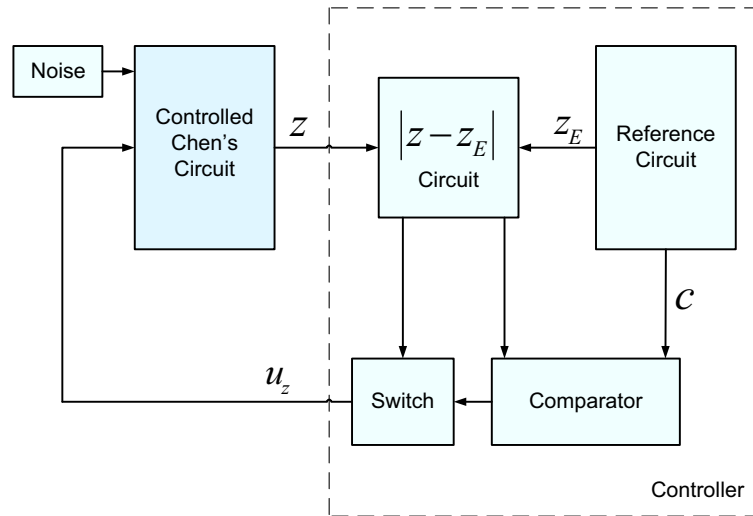 Noise
Controlled
Chen's
Circuit
z
|z − z_E|
Circuit
z_E
Reference
Circuit
c
u_z
Switch
Comparator
Controller